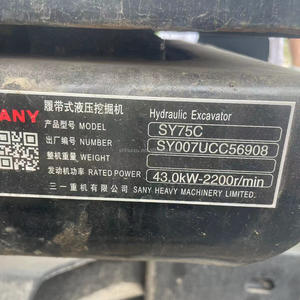 ANY
履带式液压挖掘机 Hydraulic Excavator
产品型号 MODEL SY75C
出厂编号 NUMBER SY007UCC56908
整机重量 WEIGHT
发动机功率 RATED POWER 43.0kW-2200r/min
三一重机有限公司 SANY HEAVY MACHINERY LIMITED.